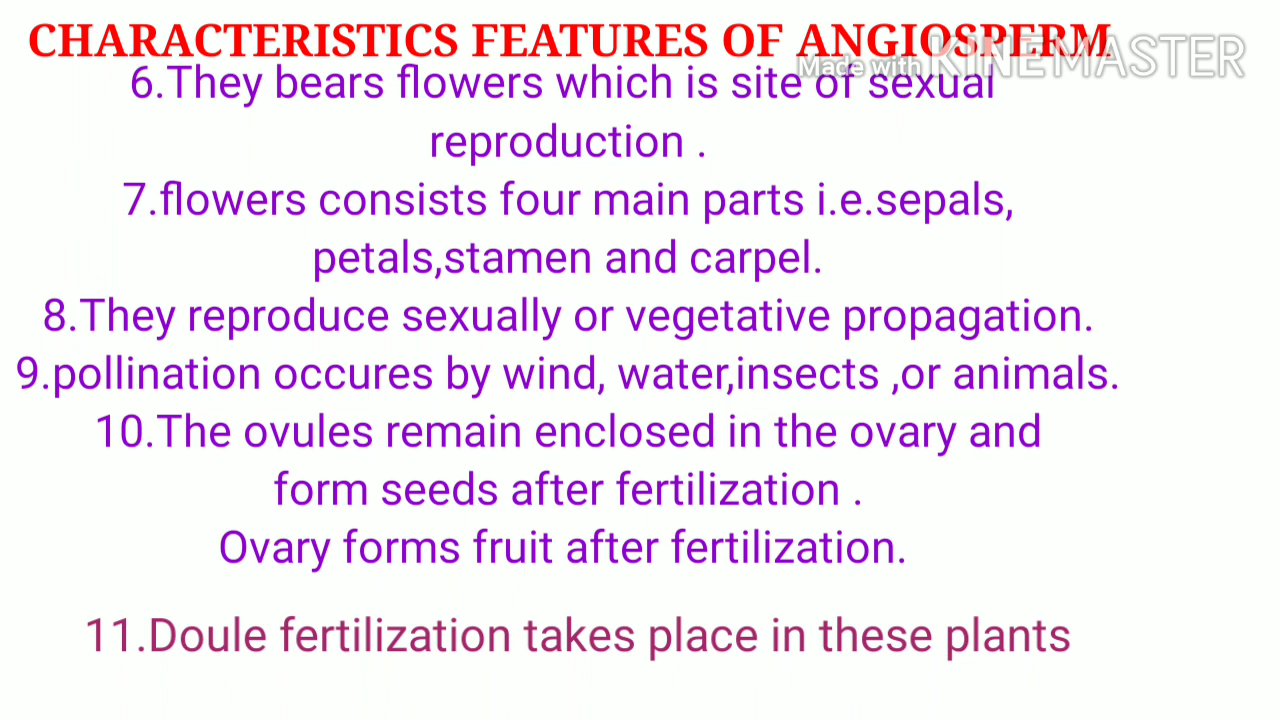 CHARACTERISTICS FEATURES OF ANGIOSPERM
Made with KINEMASTER
6.They bears flowers which is site of sexual
reproduction .
7.flowers consists four main parts i.e.sepals,
petals,stamen and carpel.
8.They reproduce sexually or vegetative propagation.
9.pollination occures by wind, water,insects ,or animals.
10.The ovules remain enclosed in the ovary and
form seeds after fertilization .
Ovary forms fruit after fertilization.
11.Doule fertilization takes place in these plants